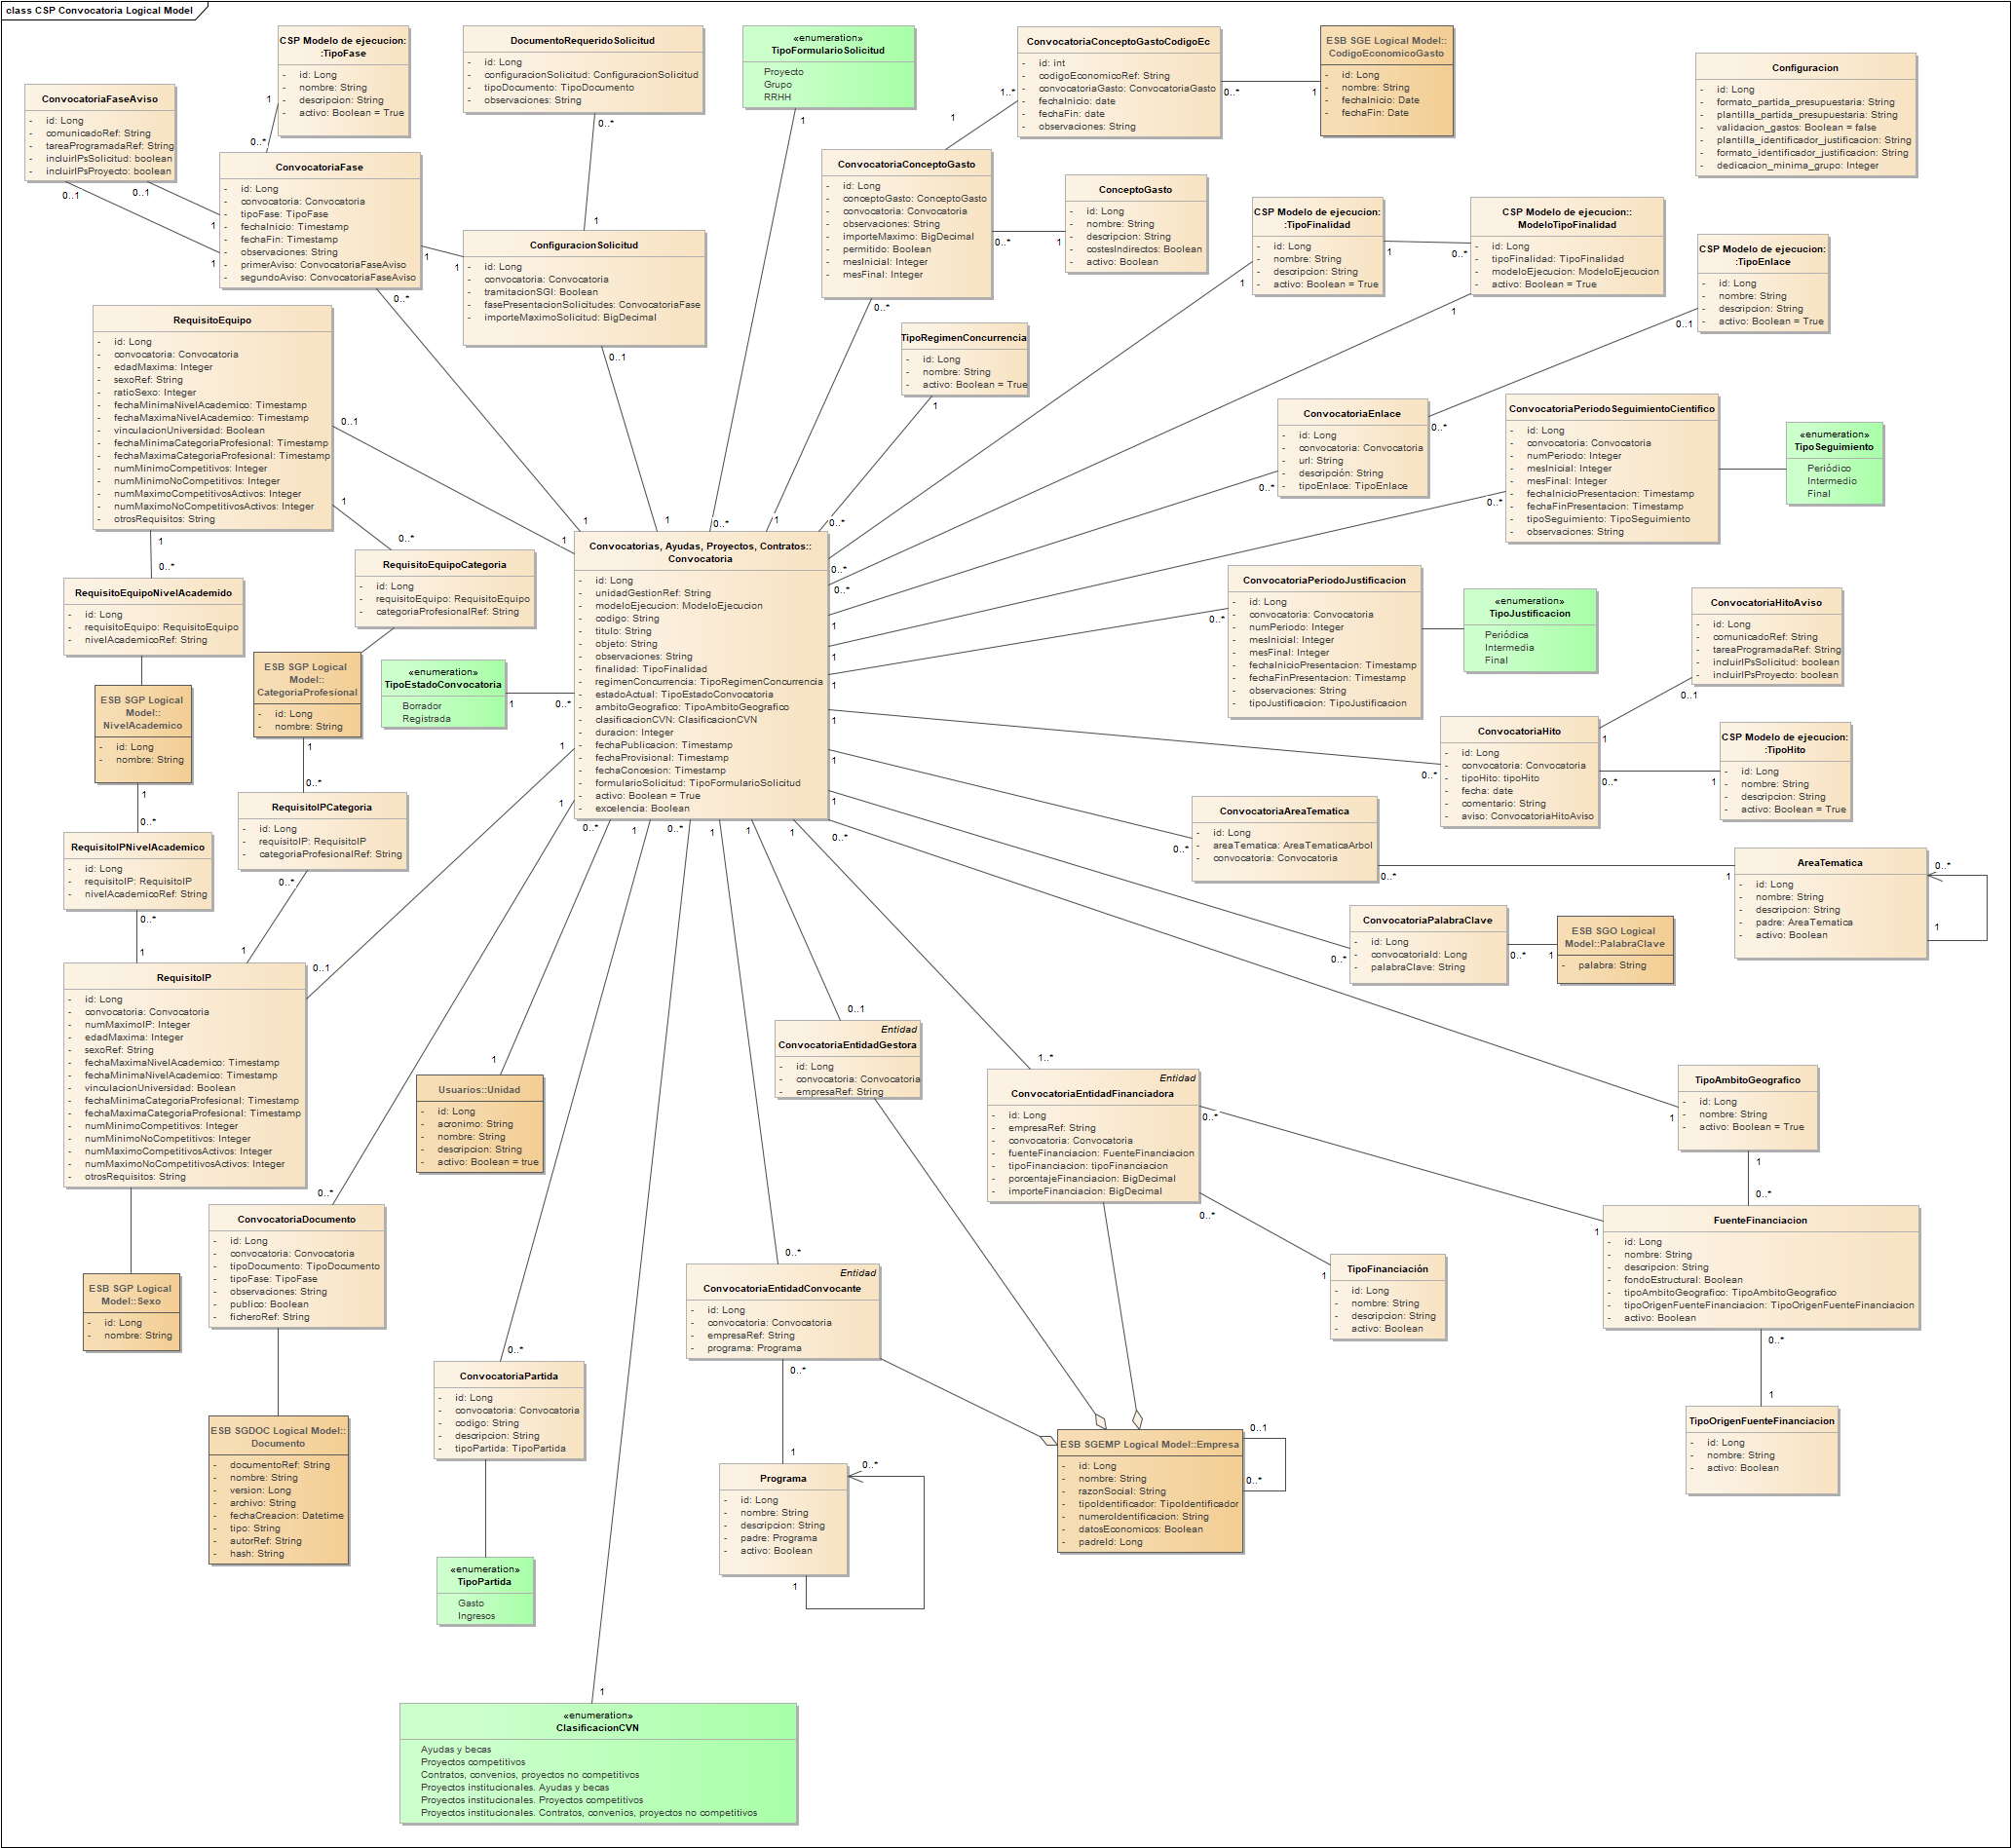 class CSP Convocatoria Logical Model
CSP Modelo de ejecucion:
:TipoFase
- id: Long
- nombre: String
- descripcion: String
- activo: Boolean = True
DocumentoRequeridoSolicitud
- id: Long
- configuracionSolicitud: ConfiguracionSolicitud
- tipoDocumento: TipoDocumento
- observaciones: String
«enumeration»
TipoFormularioSolicitud
Proyecto
Grupo
RRHH
ConvocatoriaConceptoGastoCodigoEc
- id: int
- codigoEconomicoRef: String
- convocatoriaGasto: ConvocatoriaGasto
- fechaInicio: date
- fechaFin: date
- observaciones: String
ESB SGE Logical Model::
CodigoEconomicoGasto
- id: Long
- nombre: String
- fechaInicio: Date
- fechaFin: Date
Configuracion
- id: Long
- formato_partida_presupuestaria: String
- plantilla_partida_presupuestaria: String
- validacion_gastos: Boolean = false
- plantilla_identificador_justificacion: String
- formato_identificador_justificacion: String
- dedicacion_minima_grupo: Integer
ConvocatoriaFaseAviso
- id: Long
- comunicadoRef: String
- tareaProgramadaRef: String
- incluirIPsSolicitud: boolean
- incluirIPsProyecto: boolean
ConvocatoriaFase
- id: Long
- convocatoria: Convocatoria
- tipoFase: TipoFase
- fechaInicio: Timestamp
- fechaFin: Timestamp
- observaciones: String
- primerAviso: ConvocatoriaFaseAviso
- segundoAviso: ConvocatoriaFaseAviso
ConfiguracionSolicitud
- id: Long
- convocatoria: Convocatoria
- tramitacionSGI: Boolean
- fasePresentacionSolicitudes: ConvocatoriaFase
- importeMaximoSolicitud: BigDecimal
ConvocatoriaConceptoGasto
- id: Long
- conceptoGasto: ConceptoGasto
- convocatoria: Convocatoria
- observaciones: String
- importeMaximo: BigDecimal
- permitido: Boolean
- mesInicial: Integer
- mesFinal: Integer
ConceptoGasto
- id: Long
- nombre: String
- descripcion: String
- costesIndirectos: Boolean
- activo: Boolean
CSP Modelo de ejecucion:
:TipoFinalidad
- id: Long
- nombre: String
- descripcion: String
- activo: Boolean = True
CSP Modelo de ejecucion::
ModeloTipoFinalidad
- id: Long
- tipoFinalidad: TipoFinalidad
- modeloEjecucion: ModeloEjecucion
- activo: Boolean = True
CSP Modelo de ejecucion:
:TipoEnlace
- id: Long
- nombre: String
- descripcion: String
- activo: Boolean = True
RequisitoEquipo
- id: Long
- convocatoria: Convocatoria
- edadMaxima: Integer
- sexoRef: String
- ratioSexo: Integer
- fechaMinimaNivelAcademico: Timestamp
- fechaMaximaNivelAcademico: Timestamp
- vinculacionUniversidad: Boolean
- fechaMinimaCategoriaProfesional: Timestamp
- fechaMaximaCategoriaProfesional: Timestamp
- numMinimoCompetitivos: Integer
- numMinimoNoCompetitivos: Integer
- numMaximoCompetitivosActivos: Integer
- numMaximoNoCompetitivosActivos: Integer
- otrosRequisitos: String
TipoRegimenConcurrencia
- id: Long
- nombre: String
- activo: Boolean = True
ConvocatoriaEnlace
- id: Long
- convocatoria: Convocatoria
- url: String
- descripción: String
- tipoEnlace: TipoEnlace
ConvocatoriaPeriodoSeguimientoCientifico
- id: Long
- convocatoria: Convocatoria
- numPeriodo: Integer
- mesInicial: Integer
- mesFinal: Integer
- fechaInicioPresentacion: Timestamp
- fechaFinPresentacion: Timestamp
- tipoSeguimiento: TipoSeguimiento
- observaciones: String
«enumeration»
TipoSeguimiento
Periódico
Intermedio
Final
Convocatorias, Ayudas, Proyectos, Contratos::
Convocatoria
- id: Long
- unidadGestionRef: String
- modeloEjecucion: ModeloEjecucion
- codigo: String
- titulo: String
- objeto: String
- observaciones: String
- finalidad: TipoFinalidad
- regimenConcurrencia: TipoRegimenConcurrencia
- estadoActual: TipoEstadoConvocatoria
- ambitoGeografico: TipoAmbitoGeografico
- clasificacionCVN: ClasificacionCVN
- duracion: Integer
- fechaPublicacion: Timestamp
- fechaProvisional: Timestamp
- fechaConcesion: Timestamp
- formularioSolicitud: TipoFormularioSolicitud
- activo: Boolean = True
- excelencia: Boolean
RequisitoEquipoCategoria
- id: Long
- requisitoEquipo: RequisitoEquipo
- categoriaProfesionalRef: String
RequisitoEquipoNivelAcademido
- id: Long
- requisitoEquipo: RequisitoEquipo
- nivelAcademicoRef: String
ESB SGP Logical
Model::
CategoriaProfesional
- id: Long
- nombre: String
«enumeration»
TipoEstadoConvocatoria
Borrador
Registrada
ESB SGP Logical
Model::
NivelAcademico
- id: Long
- nombre: String
ConvocatoriaPeriodoJustificacion
- id: Long
- convocatoria: Convocatoria
- numPeriodo: Integer
- mesInicial: Integer
- mesFinal: Integer
- fechaInicioPresentacion: Timestamp
- fechaFinPresentacion: Timestamp
- observaciones: String
- tipoJustificacion: TipoJustificacion
«enumeration»
TipoJustificacion
Periódica
Intermedia
Final
ConvocatoriaHitoAviso
- id: Long
- comunicadoRef: String
- tareaProgramadaRef: String
- incluirIPsSolicitud: boolean
- incluirIPsProyecto: boolean
ConvocatoriaHito
- id: Long
- convocatoria: Convocatoria
- tipoHito: tipoHito
- fecha: date
- comentario: String
- aviso: ConvocatoriaHitoAviso
CSP Modelo de ejecucion:
:TipoHito
- id: Long
- nombre: String
- descripcion: String
- activo: Boolean = True
RequisitoIPCategoria
- id: Long
- requisitoIP: RequisitoIP
- categoriaProfesionalRef: String
RequisitoIPNivelAcademico
- id: Long
- requisitoIP: RequisitoIP
- nivelAcademicoRef: String
ConvocatoriaAreaTematica
- id: Long
- areaTematica: AreaTematicaArbol
- convocatoria: Convocatoria
AreaTematica
- id: Long
- nombre: String
- descripcion: String
- padre: AreaTematica
- activo: Boolean
ConvocatoriaPalabraClave
- id: Long
- convocatoriaId: Long
- palabraClave: String
ESB SGO Logical
Model::PalabraClave
- palabra: String
RequisitoIP
- id: Long
- convocatoria: Convocatoria
- numMaximoIP: Integer
- edadMaxima: Integer
- sexoRef: String
- fechaMaximaNivelAcademico: Timestamp
- fechaMinimaNivelAcademico: Timestamp
- vinculacionUniversidad: Boolean
- fechaMinimaCategoriaProfesional: Timestamp
- fechaMaximaCategoriaProfesional: Timestamp
- numMinimoCompetitivos: Integer
- numMinimoNoCompetitivos: Integer
- numMaximoCompetitivosActivos: Integer
- numMaximoNoCompetitivosActivos: Integer
- otrosRequisitos: String
Usuarios::Unidad
- id: Long
- acronimo: String
- nombre: String
- descripcion: String
- activo: Boolean = true
Entidad
ConvocatoriaEntidadGestora
- id: Long
- convocatoria: Convocatoria
- empresaRef: String
Entidad
ConvocatoriaEntidadFinanciadora
- id: Long
- empresaRef: String
- convocatoria: Convocatoria
- fuenteFinanciacion: FuenteFinanciacion
- tipoFinanciacion: tipoFinanciacion
- porcentajeFinanciacion: BigDecimal
- importeFinanciacion: BigDecimal
TipoAmbitoGeografico
- id: Long
- nombre: String
- activo: Boolean = True
ConvocatoriaDocumento
- id: Long
- convocatoria: Convocatoria
- tipoDocumento: TipoDocumento
- tipoFase: TipoFase
- observaciones: String
- publico: Boolean
- ficheroRef: String
FuenteFinanciacion
- id: Long
- nombre: String
- descripcion: String
- fondoEstructural: Boolean
- tipoAmbitoGeografico: TipoAmbitoGeografico
- tipoOrigenFuenteFinanciacion: TipoOrigenFuenteFinanciacion
- activo: Boolean
ESB SGP Logical
Model::Sexo
- id: Long
- nombre: String
Entidad
ConvocatoriaEntidadConvocante
- id: Long
- convocatoria: Convocatoria
- empresaRef: String
- programa: Programa
TipoFinanciación
- id: Long
- nombre: String
- descripcion: String
- activo: Boolean
ConvocatoriaPartida
- id: Long
- convocatoria: Convocatoria
- codigo: String
- descripcion: String
- tipoPartida: TipoPartida
ESB SGDOC Logical Model::
Documento
- documentoRef: String
- nombre: String
- version: Long
- archivo: String
- fechaCreacion: Datetime
- tipo: String
- autorRef: String
- hash: String
Programa
- id: Long
- nombre: String
- descripcion: String
- padre: Programa
- activo: Boolean
ESB SGEMP Logical Model::Empresa
- id: Long
- nombre: String
- razonSocial: String
- tipoIdentificador: TipoIdentificador
- numeroIdentificacion: String
- datosEconomicos: Boolean
- padreId: Long
TipoOrigenFuenteFinanciacion
- id: Long
- nombre: String
- activo: Boolean
«enumeration»
TipoPartida
Gasto
Ingresos
«enumeration»
ClasificacionCVN
Ayudas y becas
Proyectos competitivos
Contratos, convenios, proyectos no competitivos
Proyectos institucionales. Ayudas y becas
Proyectos institucionales. Proyectos competitivos
Proyectos institucionales. Contratos, convenios, proyectos no competitivos